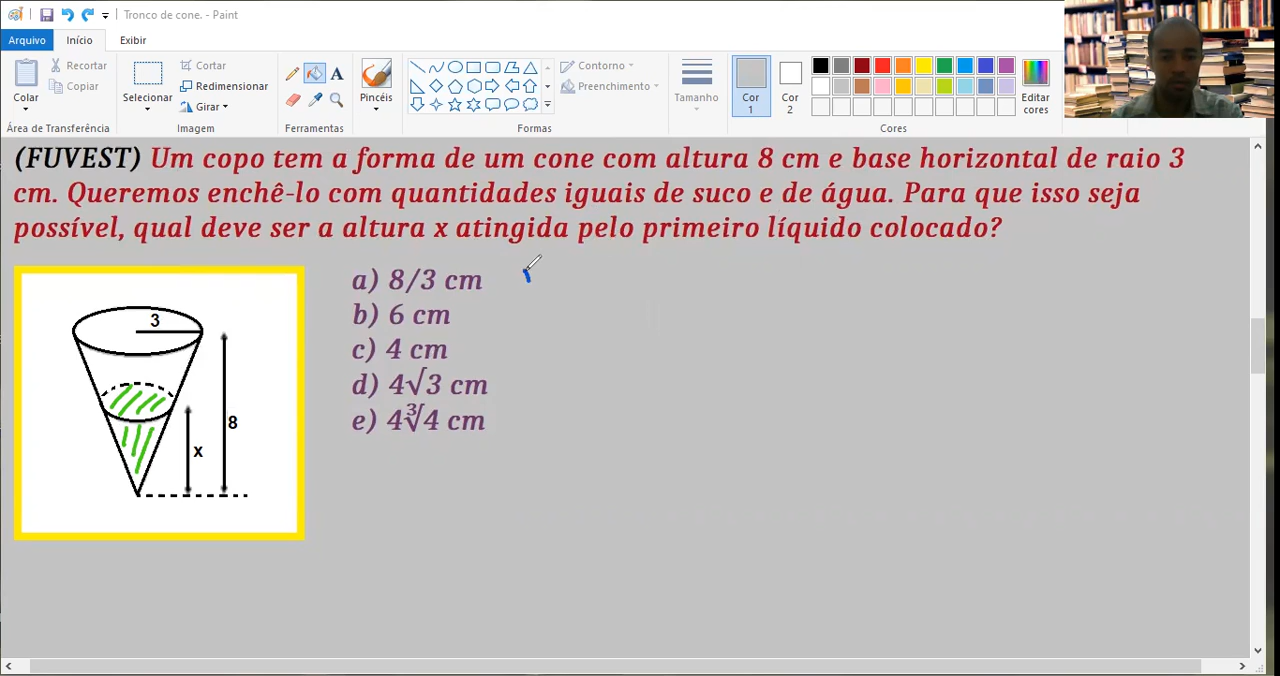 Tronco de cone. - Paint
Arquivo Início Exibir
Colar
Recortar
Copiar
Área de Transferência
Selecionar
Cortar
Redimensionar
Girar
Imagem
A
Ferramentas
Pincéis
Contorno
Preenchimento
Formas
Tamanho
Cor
1
Cor
2
Editar
cores
Cores
(FUVEST) Um copo tem a forma de um cone com altura 8 cm e base horizontal de raio 3
cm. Queremos enchê-lo com quantidades iguais de suco e de água. Para que isso seja
possível, qual deve ser a altura x atingida pelo primeiro líquido colocado?
a) 8/3 cm
b) 6 cm
c) 4 cm
d) 4√3 cm
e) 4∛4 cm
3
8
x